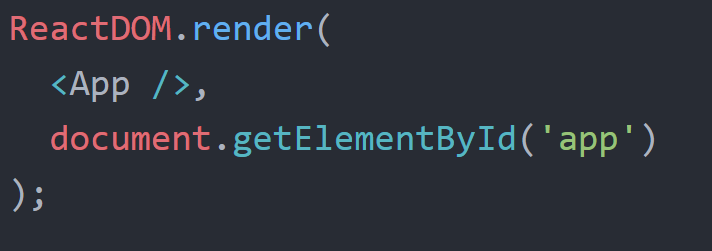 ReactDOM.render(
  <App />,
  document.getElementById('app')
);